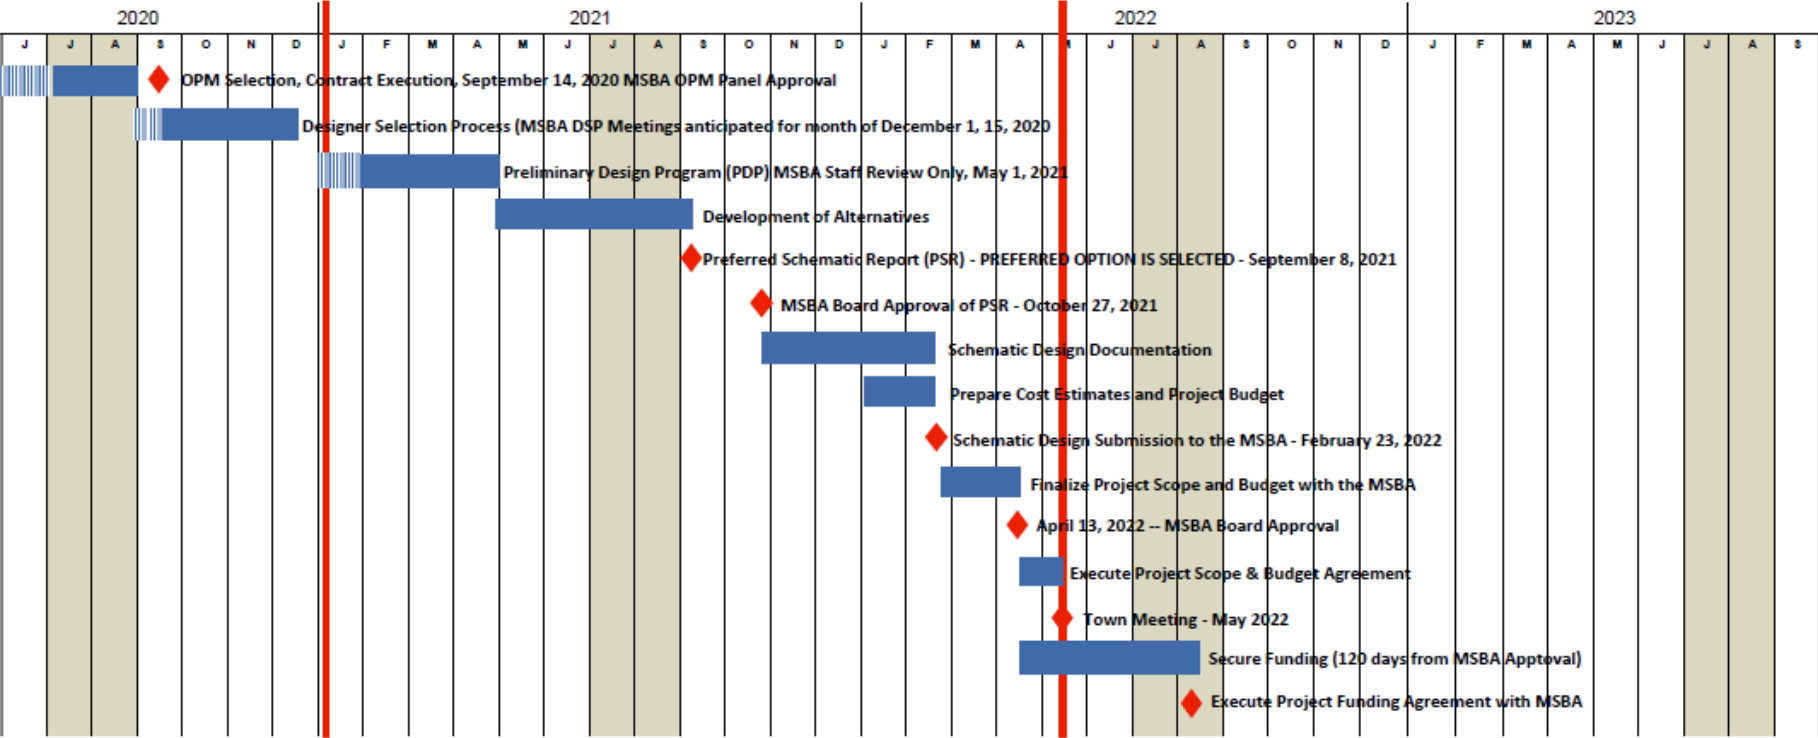 2020 2021 2022 2023
J J A S O N D J F M A M J J A S O N D J F M A M J J A S O N D J F M A M J J A S
OPM Selection, Contract Execution, September 14, 2020 MSBA OPM Panel Approval
Designer Selection Process (MSBA DSP Meetings anticipated for month of December 1, 15, 2020
Preliminary Design Program (PDP) MSBA Staff Review Only, May 1, 2021
Development of Alternatives
Preferred Schematic Report (PSR) - PREFERRED OPTION IS SELECTED - September 8, 2021
MSBA Board Approval of PSR - October 27, 2021
Schematic Design Documentation
Prepare Cost Estimates and Project Budget
Schematic Design Submission to the MSBA - February 23, 2022
Finalize Project Scope and Budget with the MSBA
April 13, 2022 -- MSBA Board Approval
Execute Project Scope & Budget Agreement
Town Meeting - May 2022
Secure Funding (120 days from MSBA Apptoval)
Execute Project Funding Agreement with MSBA